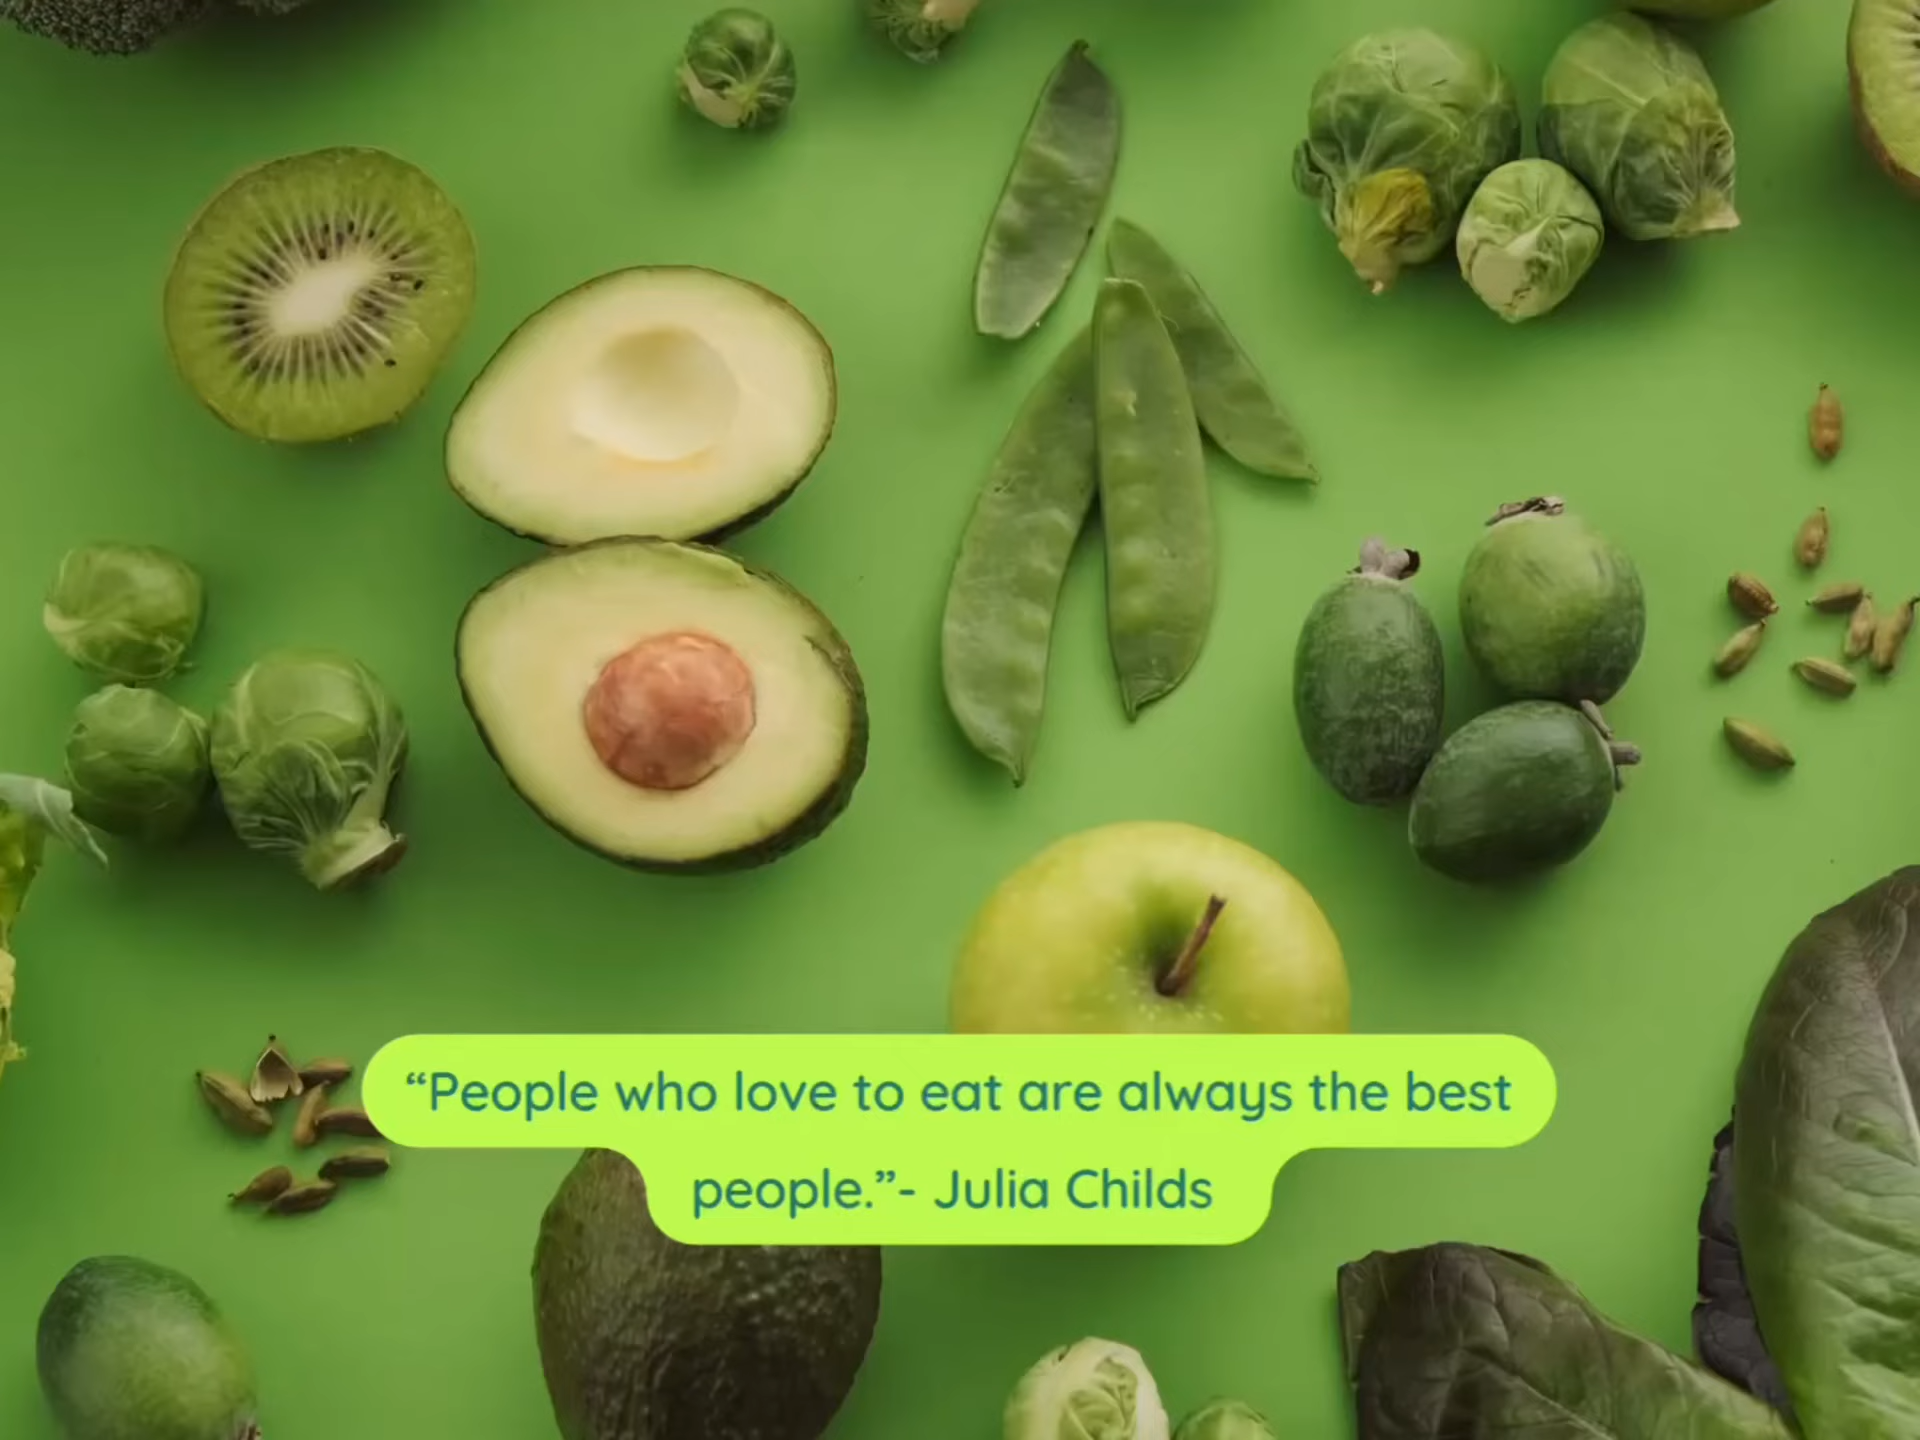 “People who love to eat are always the best
people.”- Julia Childs